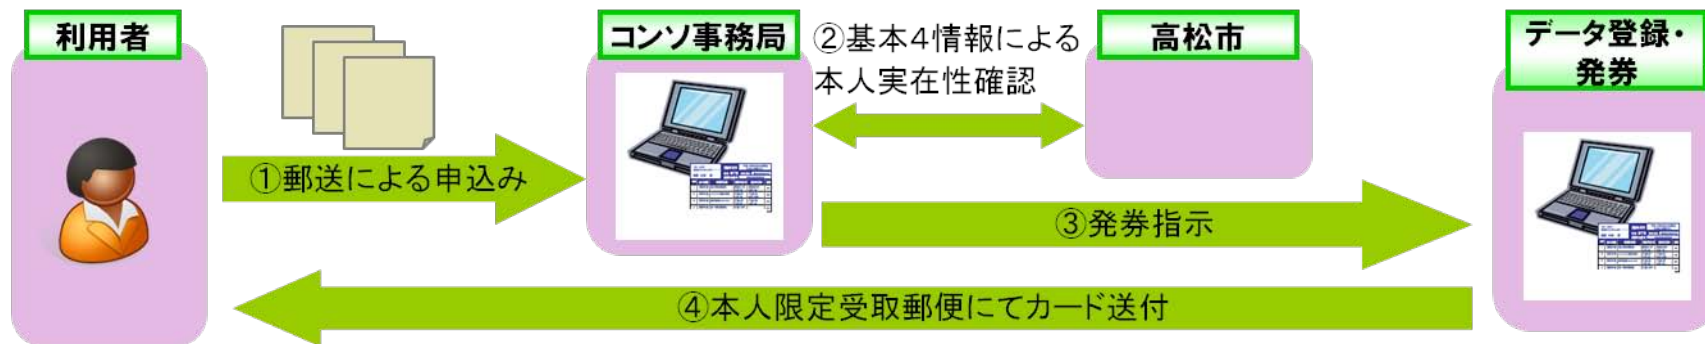 利用者
コンソ事務局
②基本４情報による
本人実在性確認
高松市
データ登録・
発券
①郵送による申込み
③発券指示
④本人限定受取郵便にてカード送付